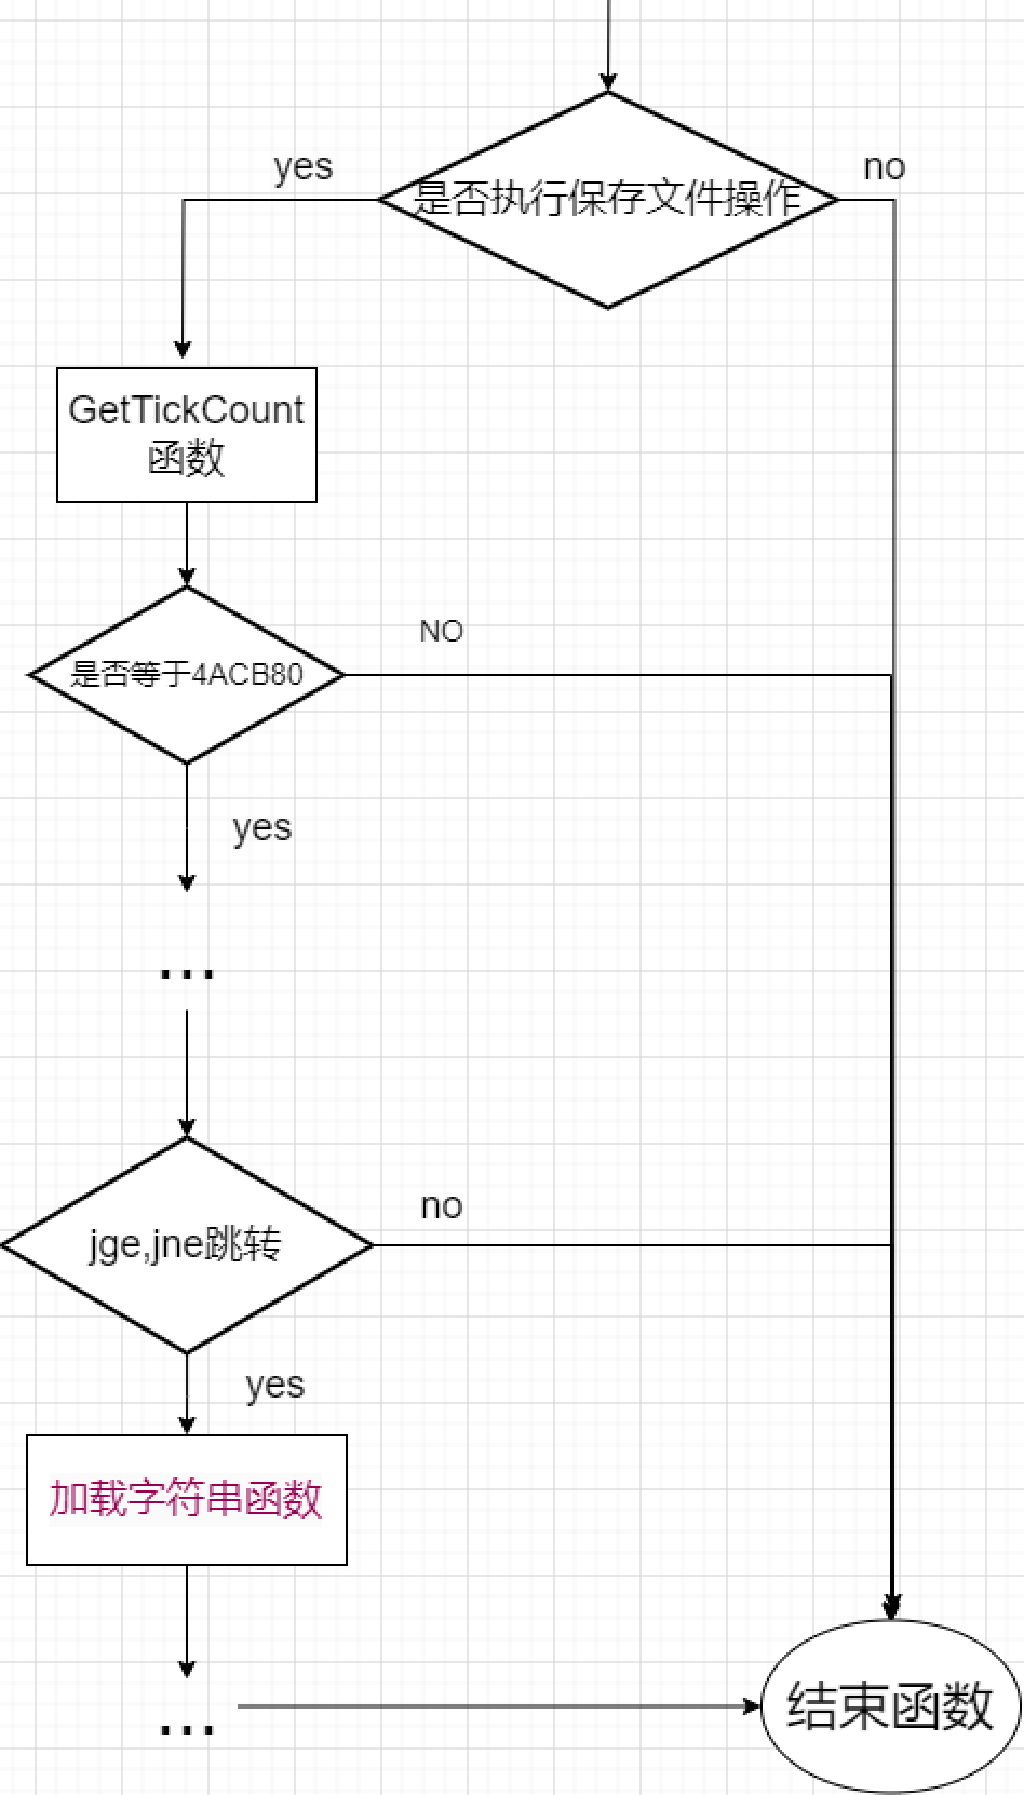 yes
no
是否执行保存文件操作
GetTickCount
函数
NO
是否等于4ACB80
yes
...
no
jge,jne跳转
yes
加载字符串函数
结束函数
...